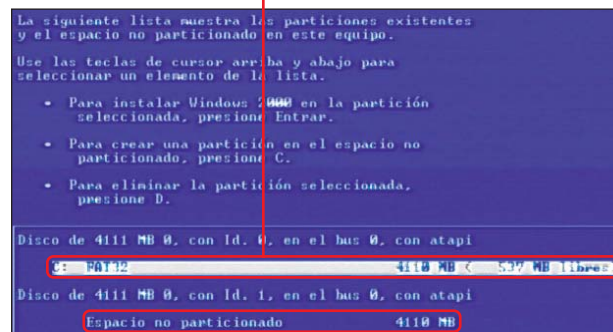 La siguiente lista muestra las particiones existentes
y el espacio no particionado en este equipo.
Use las teclas de cursor arriba y abajo para
seleccionar un elemento de la lista.
- Para instalar Windows 2000 en la partición
seleccionada, presione Entrar.
- Para crear una partición en el espacio no
particionado, presione C.
- Para eliminar la partición seleccionada,
presione D.
Disco de 4111 MB 0, con Id. 0, en el bus 0, con atapi
C: FAT32 4110 MB ( 537 MB libres
Disco de 4111 MB 0, con Id. 1, en el bus 0, con atapi
Espacio no particionado 4110 MB